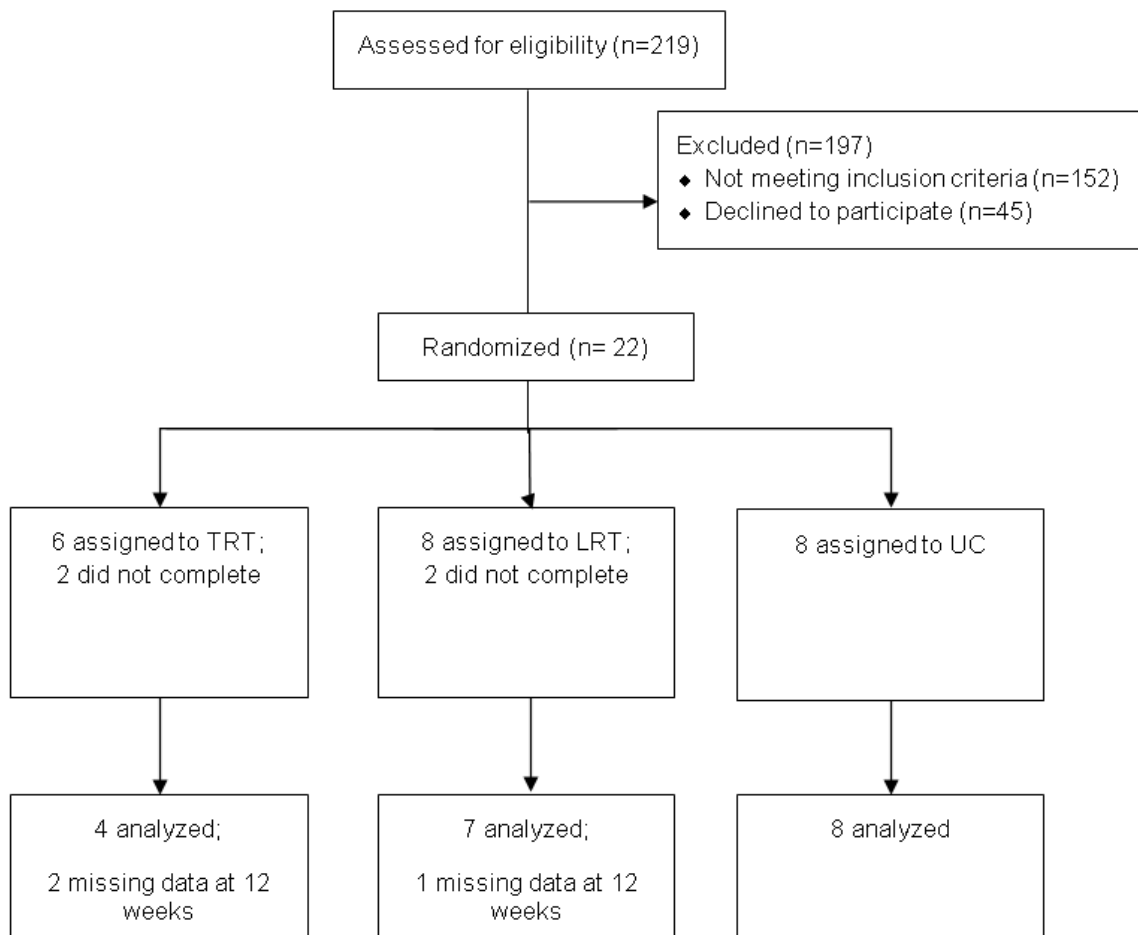 Assessed for eligibility (n=219)
Excluded (n=197)
◆ Not meeting inclusion criteria (n=152)
◆ Declined to participate (n=45)
Randomized (n= 22)
6 assigned to TRT;
2 did not complete
8 assigned to LRT;
2 did not complete
8 assigned to UC
4 analyzed;
2 missing data at 12
weeks
7 analyzed;
1 missing data at 12
weeks
8 analyzed